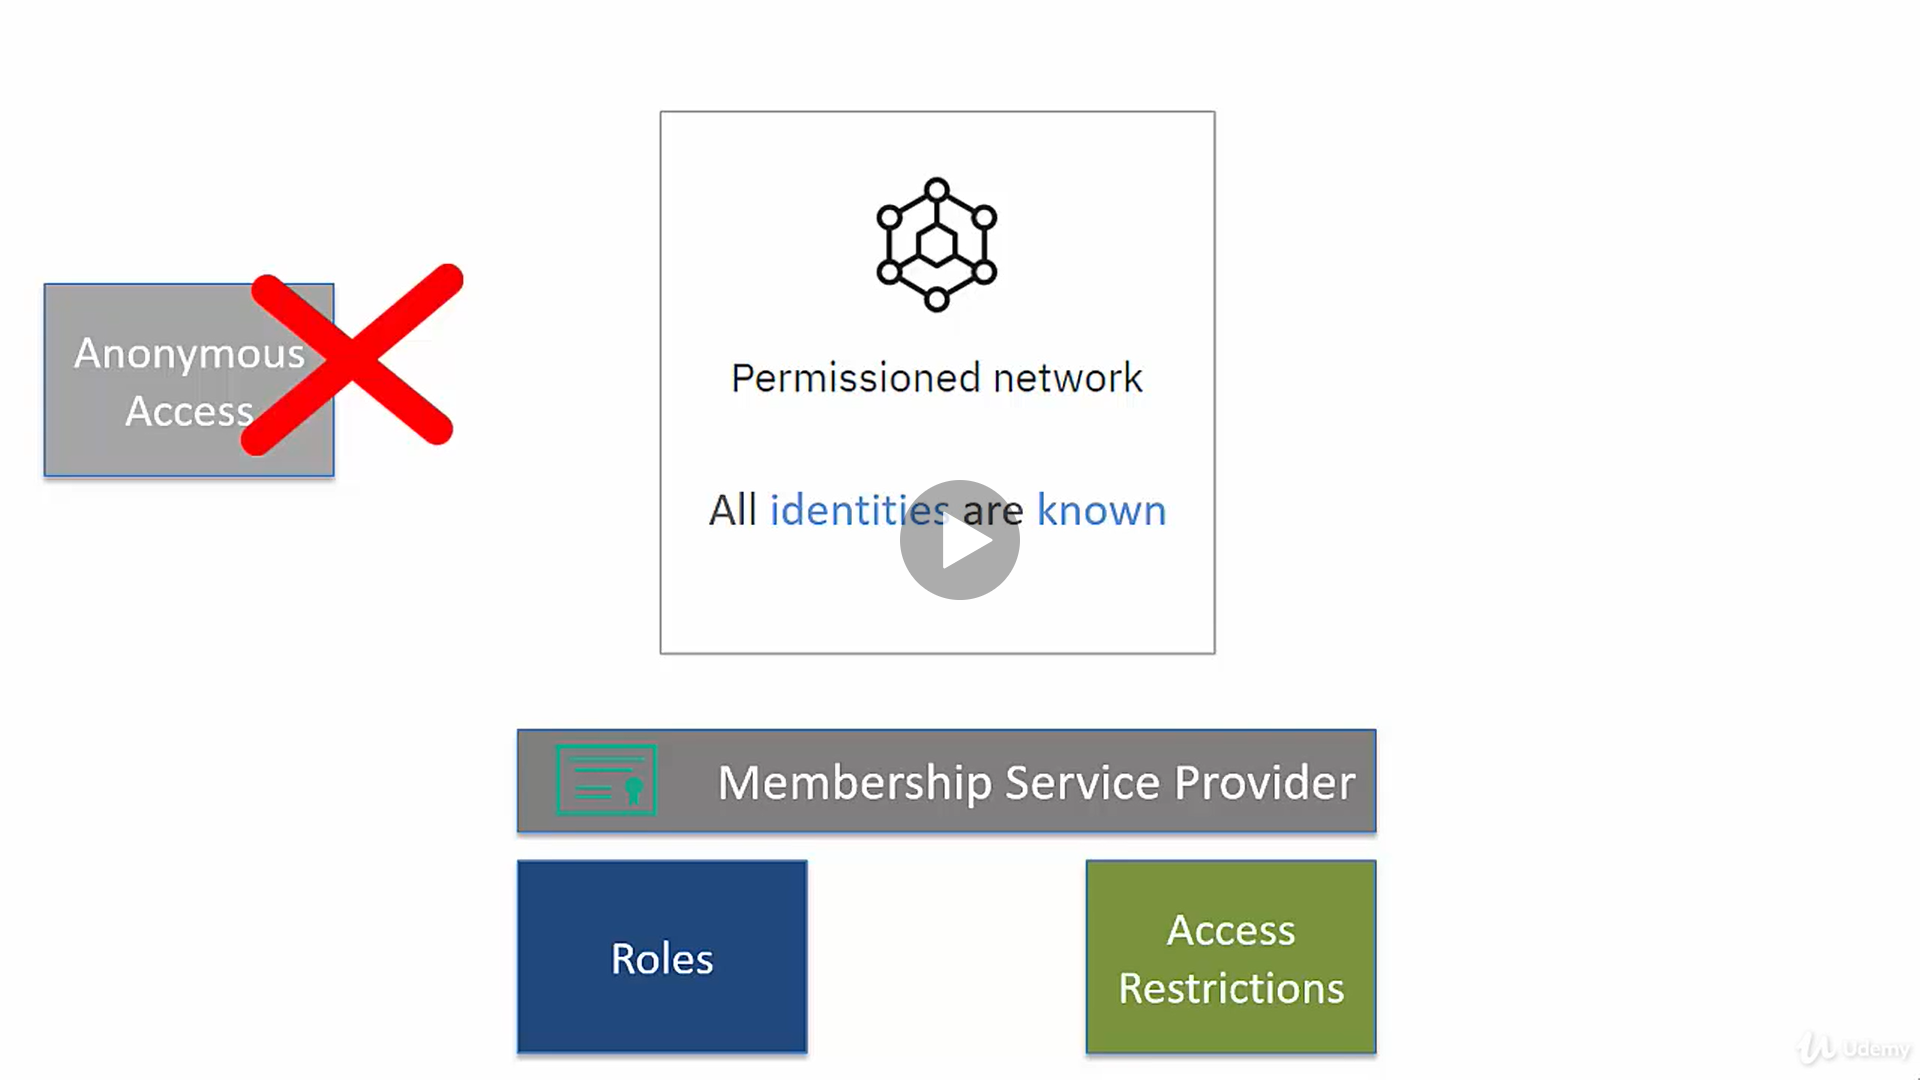 Anonymous
Access
Permissioned network
All identities are known
Membership Service Provider
Roles
Access
Restrictions
Udemy